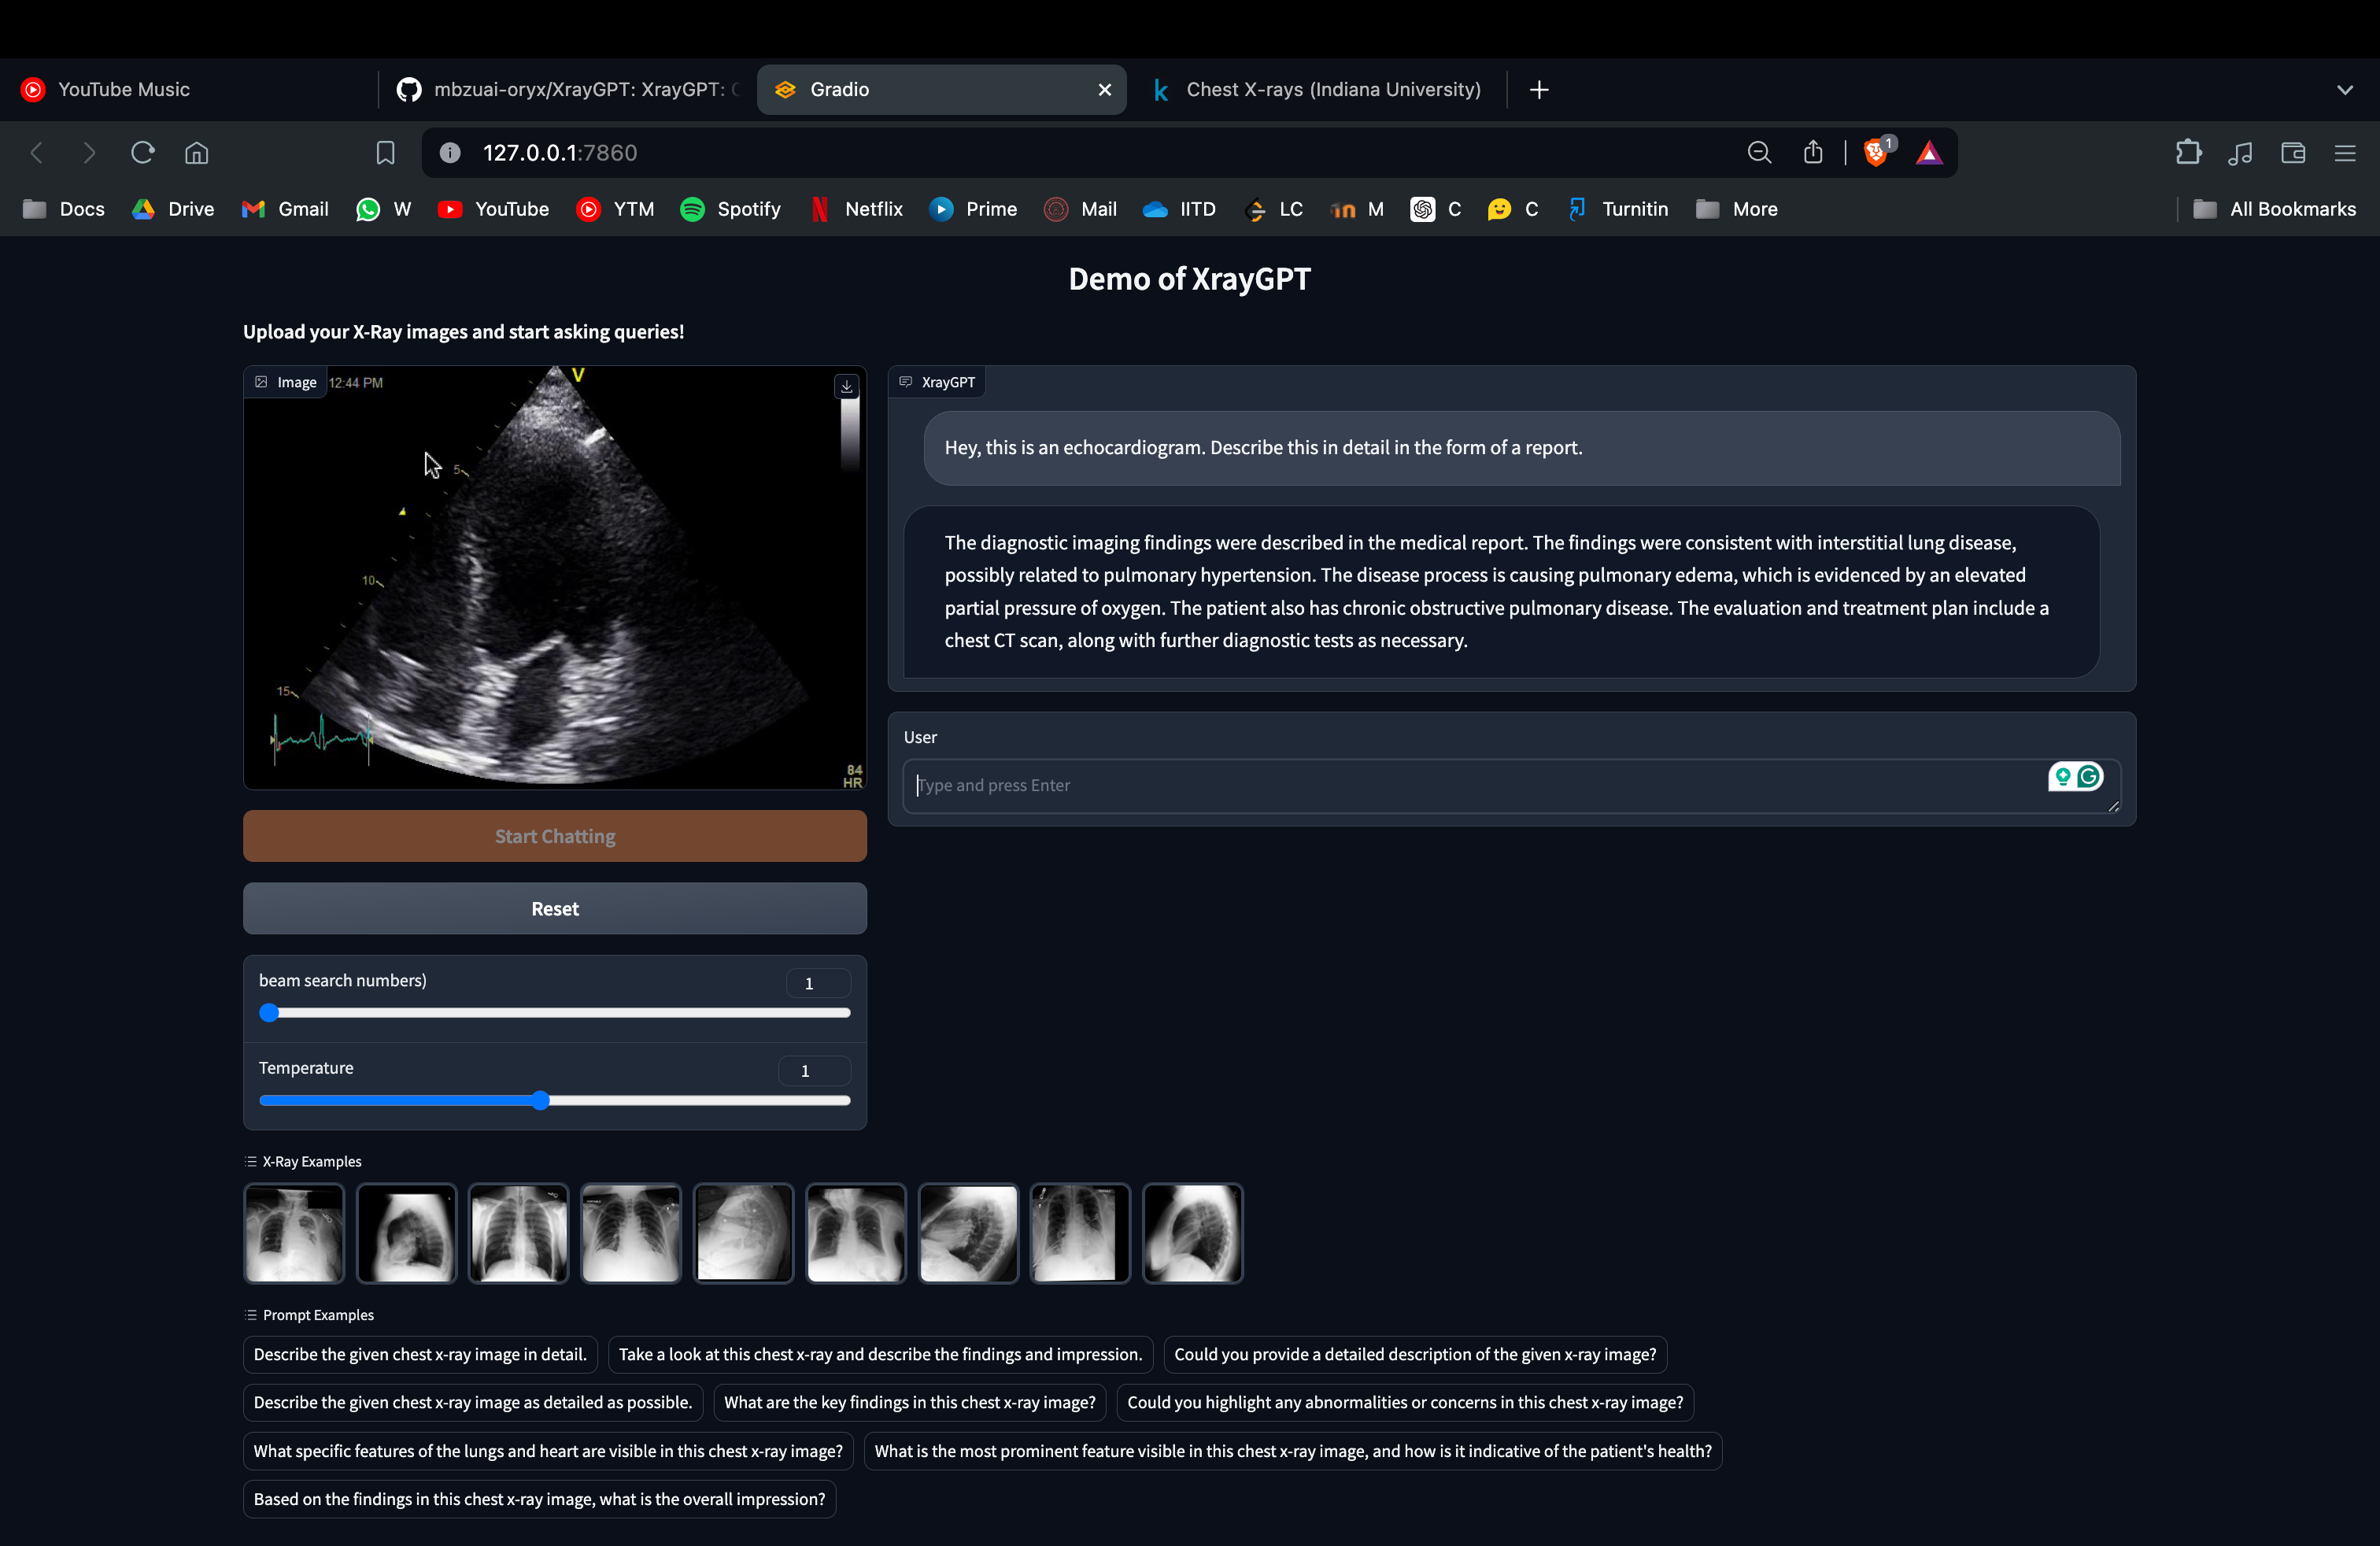 YouTube Music
mbzuai-oryx/XrayGPT: XrayGPT:
Gradio
Chest X-rays (Indiana University)
127.0.0.1:7860
1
Docs
Drive
Gmail
W
YouTube
YTM
Spotify
Netflix
Prime
Mail
IITD
LC
M
C
C
Turnitin
More
All Bookmarks
Demo of XrayGPT
Upload your X-Ray images and start asking queries!
Image
12:44 PM
V
5
10
15
84
HR
Start Chatting
Reset
beam search numbers)
1
Temperature
1
XrayGPT
Hey, this is an echocardiogram. Describe this in detail in the form of a report.
The diagnostic imaging findings were described in the medical report. The findings were consistent with interstitial lung disease,
possibly related to pulmonary hypertension. The disease process is causing pulmonary edema, which is evidenced by an elevated
partial pressure of oxygen. The patient also has chronic obstructive pulmonary disease. The evaluation and treatment plan include a
chest CT scan, along with further diagnostic tests as necessary.
User
Type and press Enter
X-Ray Examples
Prompt Examples
Describe the given chest x-ray image in detail.
Take a look at this chest x-ray and describe the findings and impression.
Could you provide a detailed description of the given x-ray image?
Describe the given chest x-ray image as detailed as possible.
What are the key findings in this chest x-ray image?
Could you highlight any abnormalities or concerns in this chest x-ray image?
What specific features of the lungs and heart are visible in this chest x-ray image?
What is the most prominent feature visible in this chest x-ray image, and how is it indicative of the patient's health?
Based on the findings in this chest x-ray image, what is the overall impression?